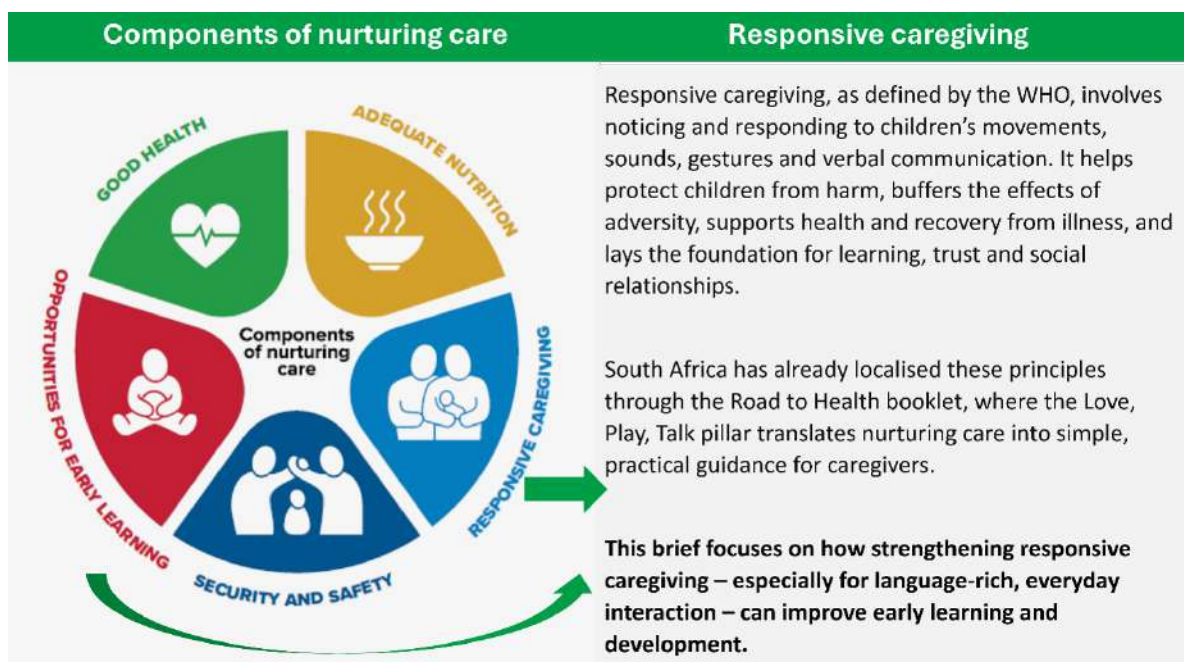 Components of nurturing care
Responsive caregiving
GOOD HEALTH
ADEQUATE NUTRITION
RESPONSIVE CAREGIVING
SECURITY AND SAFETY
OPPORTUNITIES FOR EARLY LEARNING
Components
of nurturing
care
Responsive caregiving, as defined by the WHO, involves
noticing and responding to children's movements,
sounds, gestures and verbal communication. It helps
protect children from harm, buffers the effects of
adversity, supports health and recovery from illness, and
lays the foundation for learning, trust and social
relationships.
South Africa has already localised these principles
through the Road to Health booklet, where the Love,
Play, Talk pillar translates nurturing care into simple,
practical guidance for caregivers.
This brief focuses on how strengthening responsive
caregiving – especially for language-rich, everyday
interaction – can improve early learning and
development.